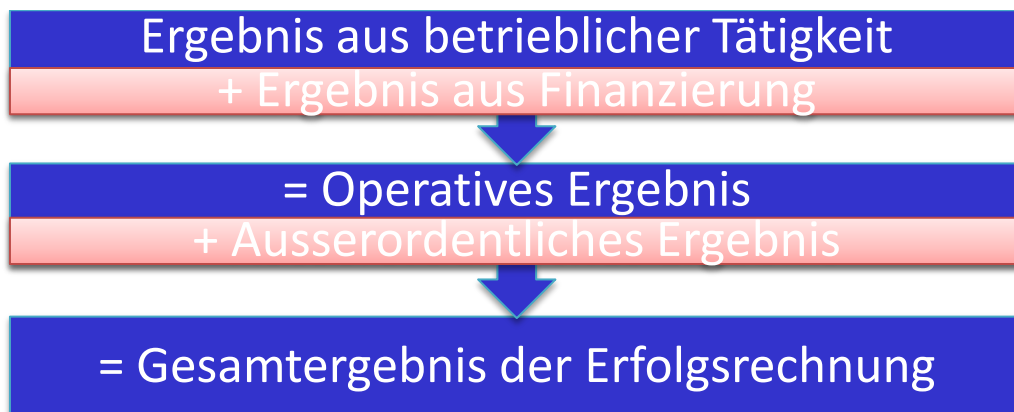 Ergebnis aus betrieblicher Tätigkeit
+ Ergebnis aus Finanzierung
= Operatives Ergebnis
+ Ausserordentliches Ergebnis
= Gesamtergebnis der Erfolgsrechnung